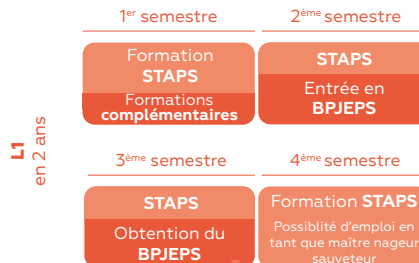 1er semestre
2ème semestre
Formation
STAPS
Formations
complémentaires
STAPS
Entrée en
BPJEPS
L1
en 2 ans
3ème semestre
4ème semestre
STAPS
Obtention du
BPJEPS
Formation STAPS
Possiblité d'emploi en
tant que maître nageur
sauveteur